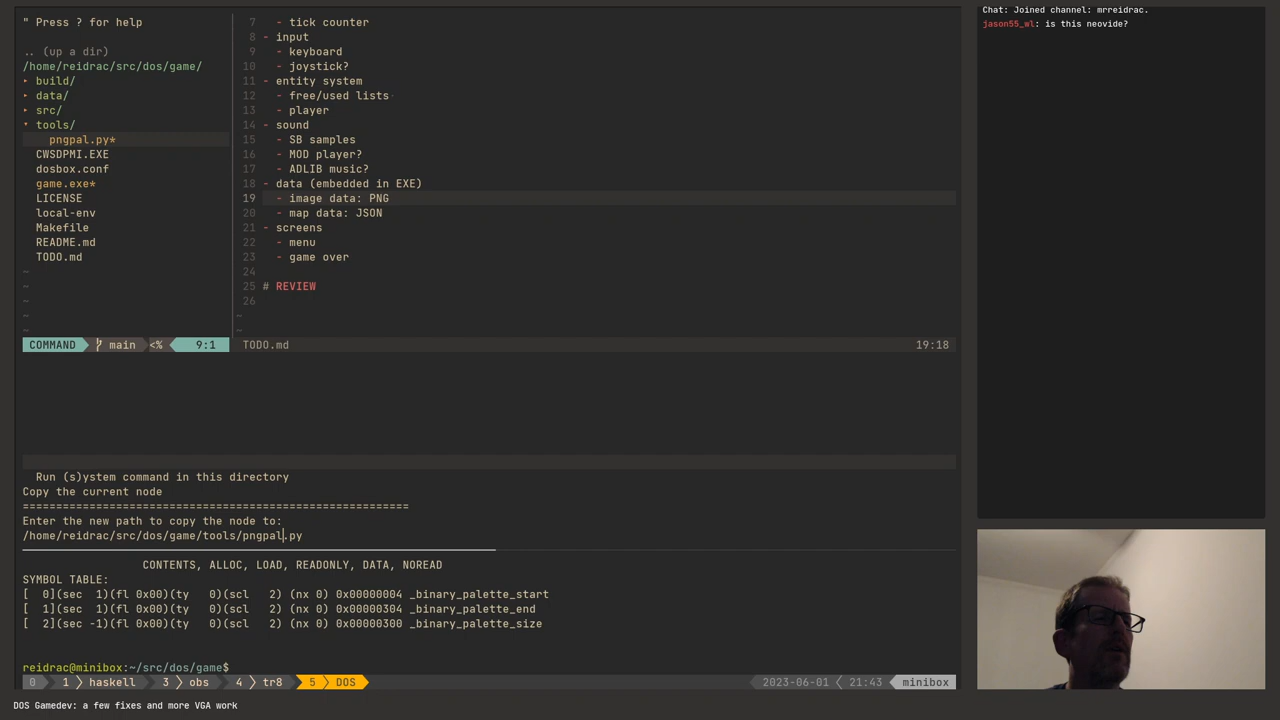 " Press ? for help
.. (up a dir)
/home/reidrac/src/dos/game/
▸ build/
▸ data/
▸ src/
▾ tools/
pngpal.py*
CWSDPMI.EXE
dosbox.conf
game.exe*
LICENSE
local-env
Makefile
README.md
TODO.md
~
~
~
~
~
COMMAND main <% 9:1
7 - tick counter
8 - input
9 - keyboard
10 - joystick?
11 - entity system
12 - free/used lists
13 - player
14 - sound
15 - SB samples
16 - MOD player?
17 - ADLIB music?
18 - data (embedded in EXE)
19 - image data: PNG
20 - map data: JSON
21 - screens
22 - menu
23 - game over
24
25 # REVIEW
26
~
~
TODO.md 19:18
Run (s)ystem command in this directory
Copy the current node
==========================================================
Enter the new path to copy the node to:
/home/reidrac/src/dos/game/tools/pngpal.py
CONTENTS, ALLOC, LOAD, READONLY, DATA, NOREAD
SYMBOL TABLE:
[  0](sec  1)(fl 0x00)(ty   0)(scl   2) (nx 0) 0x00000004 _binary_palette_start
[  1](sec  1)(fl 0x00)(ty   0)(scl   2) (nx 0) 0x00000304 _binary_palette_end
[  2](sec -1)(fl 0x00)(ty   0)(scl   2) (nx 0) 0x00000300 _binary_palette_size
reidrac@minibox:~/src/dos/game$
0 1 haskell 3 obs 4 tr8 5 DOS 2023-06-01 21:43 minibox
DOS Gamedev: a few fixes and more VGA work
Chat: Joined channel: mrreidrac.
jason55_wl: is this neovide?